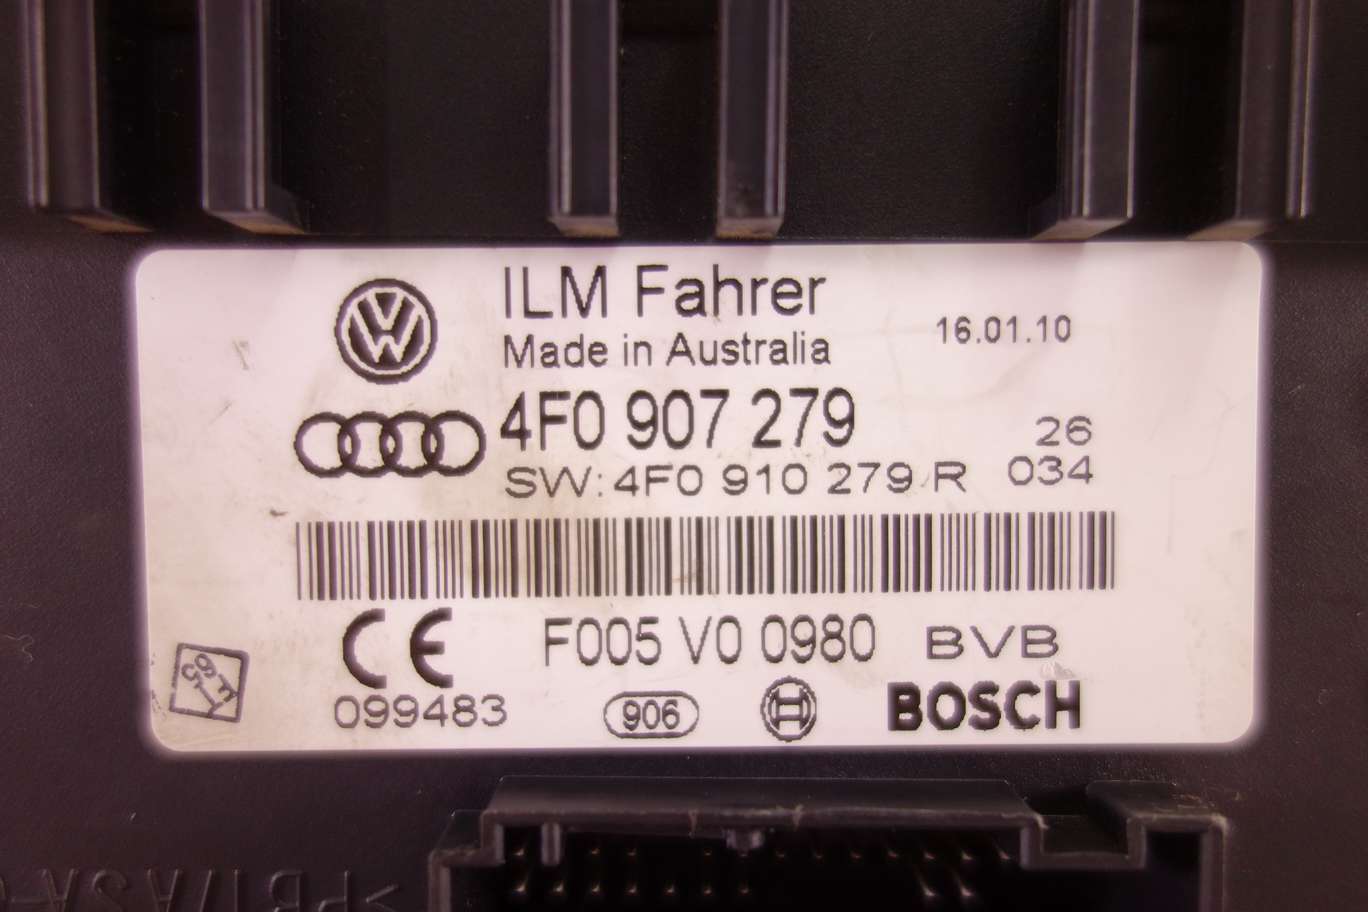 ILM Fahrer
Made in Australia
16.01.10
4F0 907 279
26
SW: 4F0 910 279 R
034
F005 V0 0980 BVB
CE
099483
906
BOSCH